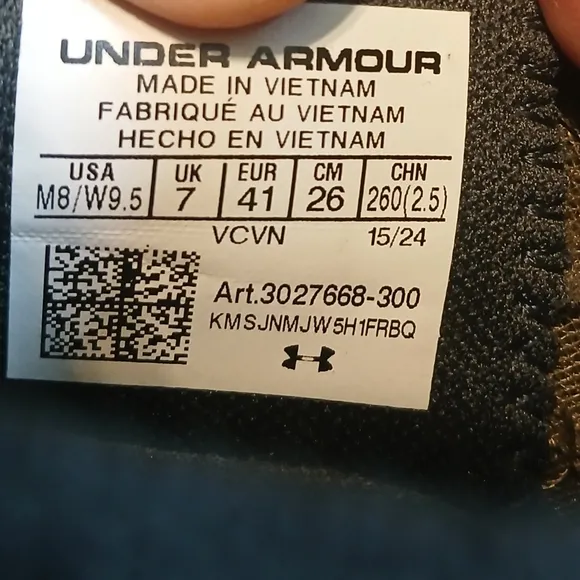 UNDER ARMOUR
MADE IN VIETNAM
FABRIQUÉ AU VIETNAM
HECHO EN VIETNAM
USA UK EUR CM CHN
M8/W9.5 7 41 26 260(2.5)
VCVN 15/24
Art.3027668-300
KMSJNMJW5H1FRBQ